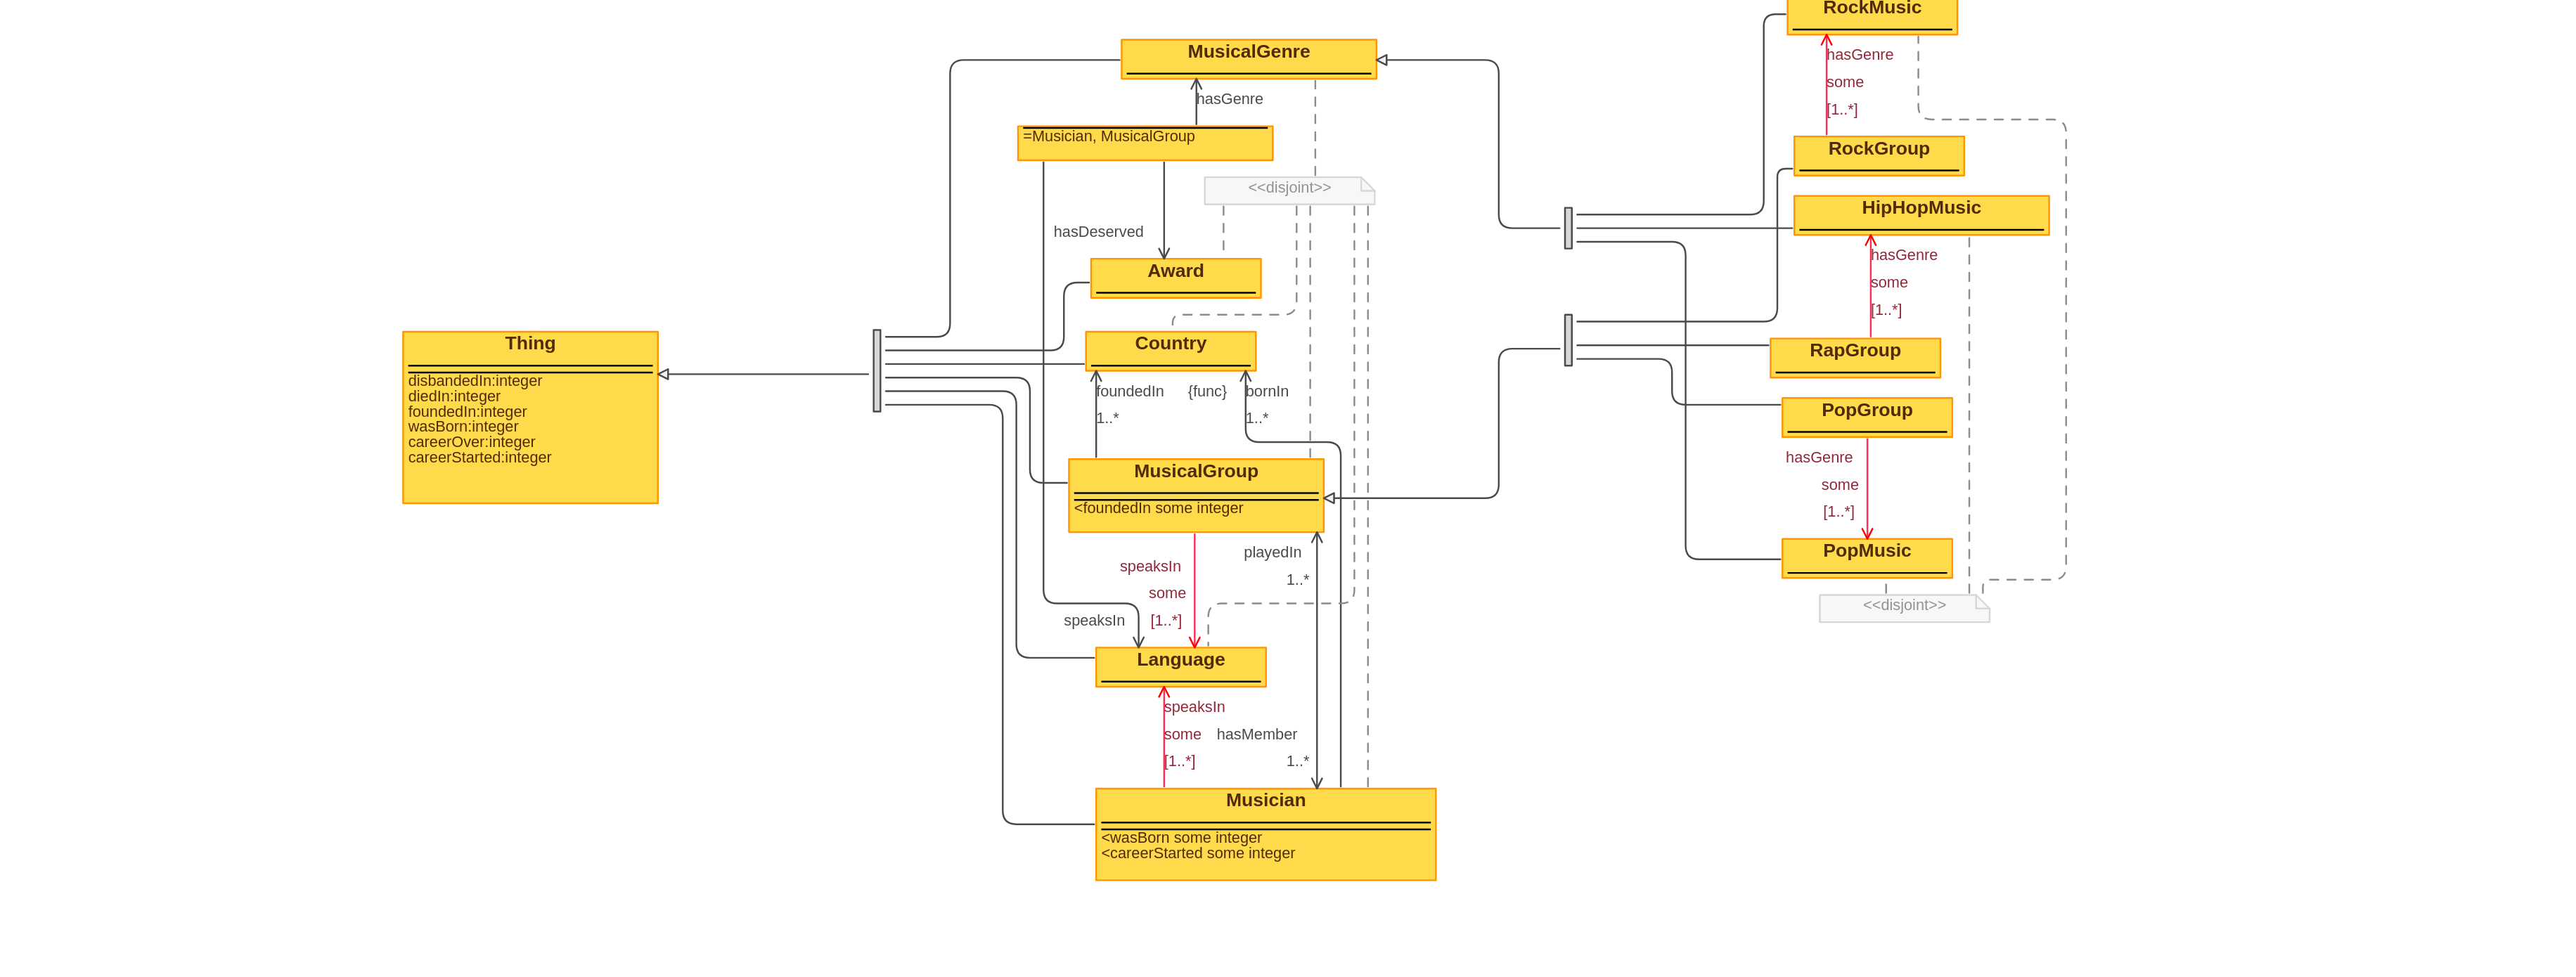 RockMusic
MusicalGenre
hasGenre
some
[1..*]
hasGenre
=Musician, MusicalGroup
RockGroup
<<disjoint>>
HipHopMusic
hasDeserved
hasGenre
some
[1..*]
Award
Thing
Country
RapGroup
disbandedIn:integer
diedIn:integer
foundedIn:integer
wasBorn:integer
careerOver:integer
careerStarted:integer
foundedIn {func} bornIn
1..* 1..*
PopGroup
hasGenre
some
[1..*]
MusicalGroup
<foundedIn some integer
PopMusic
playedIn
1..*
speaksIn
some
[1..*]
speaksIn
<<disjoint>>
Language
speaksIn
some hasMember
[1..*] 1..*
Musician
<wasBorn some integer
<careerStarted some integer